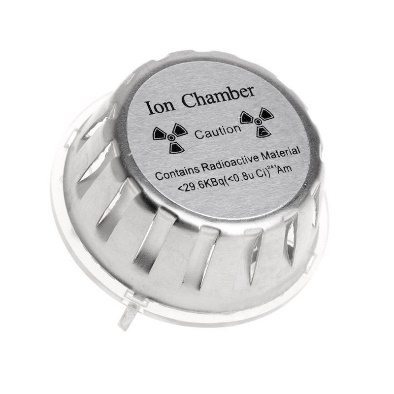 Ion Chamber
Caution
Contains Radioactive Material
<29.6KBq(<0.8u Ci)²⁴¹Am